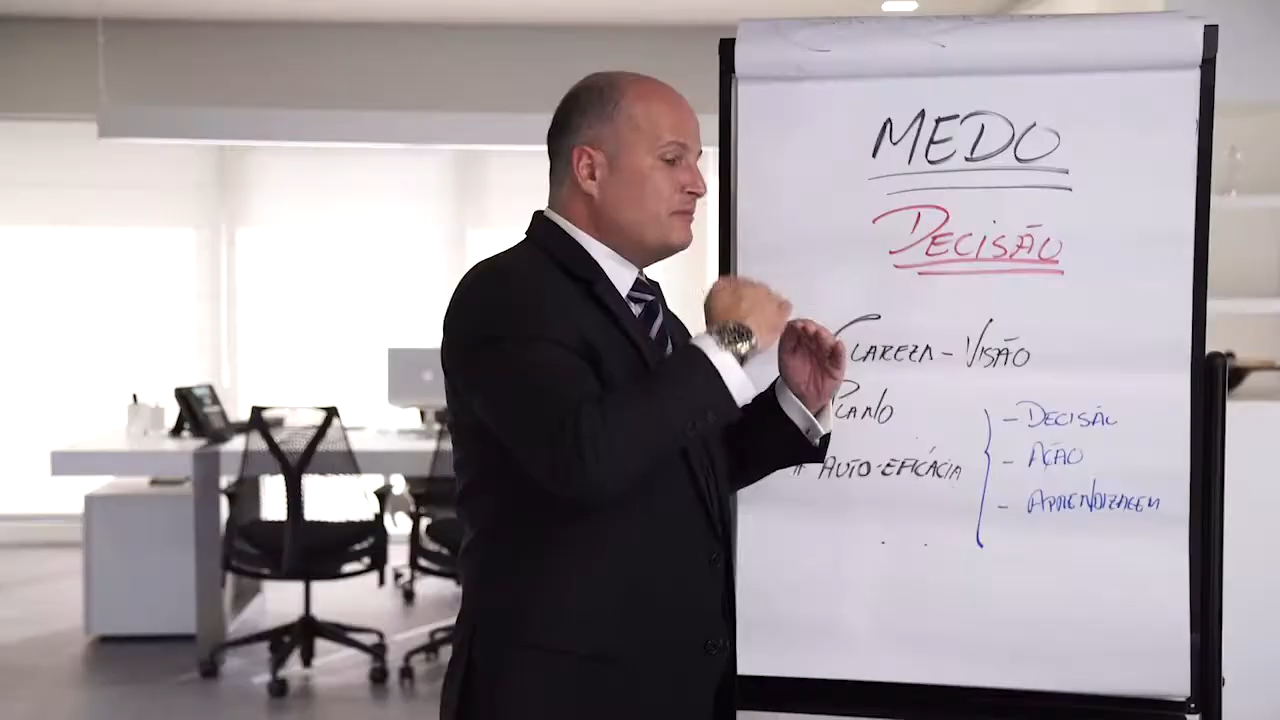 MEDO
DECISÃO
CLAREZA - VISÃO
PLANO
# AUTO-EFICÁCIA
- DECISÃO
- AÇÃO
- APRENDIZAGEM